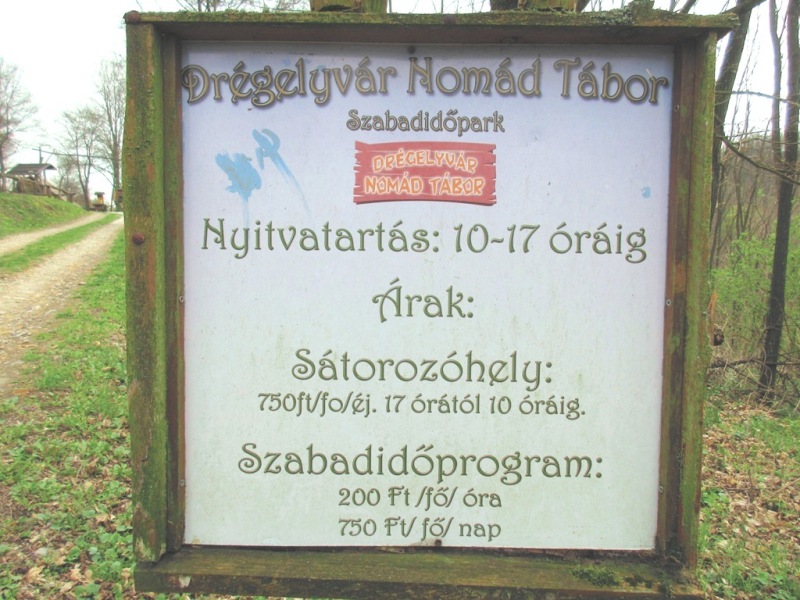 Drégelyvár Nomád Tábor
Szabadidőpark
DRÉGELYVÁR
NOMÁD TÁBOR
Nyitvatartás: 10-17 óráig
Árak:
Sátorozóhely:
750ft/fo/éj. 17 órától 10 óráig.
Szabadidőprogram:
200 Ft /fő/ óra
750 Ft/ fő/ nap